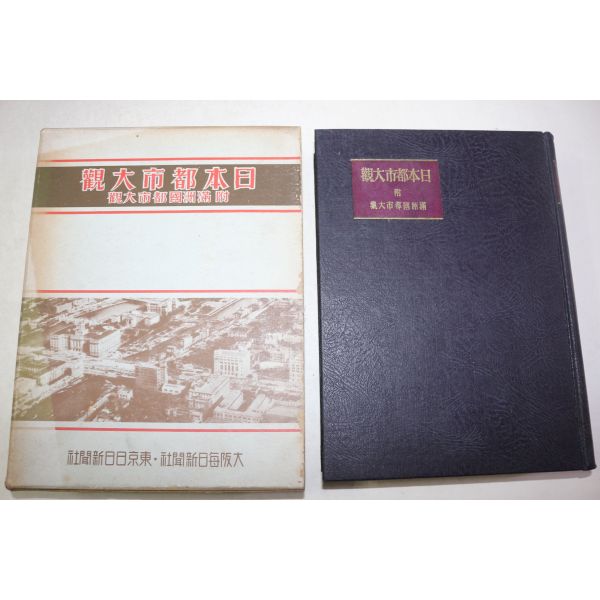 日本都市大觀
附滿洲國都市大觀
大阪每日新聞社・東京日日新聞社
日本都市大觀
附
滿洲國都市大觀